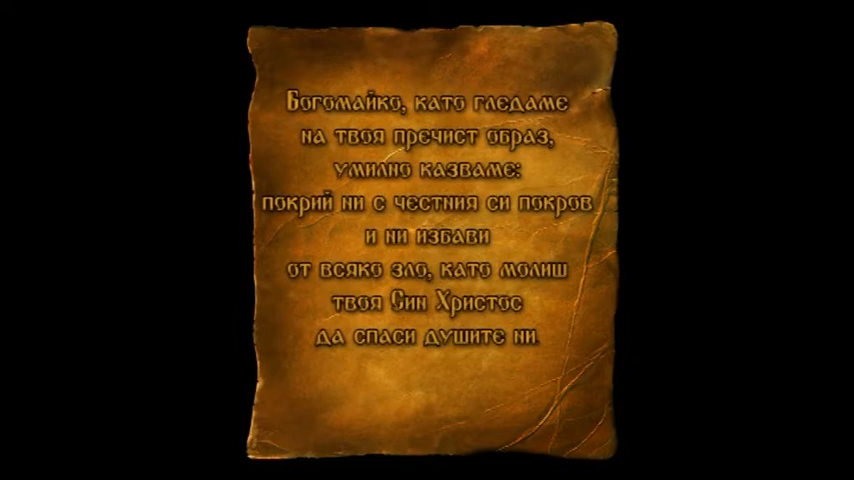 Богомайко, като гледаме
на твоя пречист образ,
умилно казваме:
покрий ни с честния си покров
и ни избави
от всяко зло, като молиш
твоя Син Христос
да спаси душите ни.